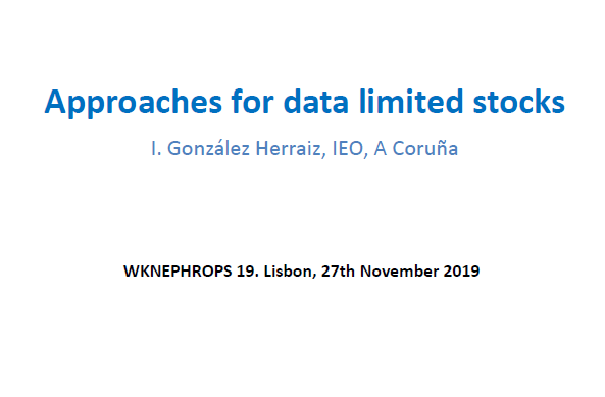 Approaches for data limited stocks
I. González Herraiz, IEO, A Coruña
WKNEPHROPS 19. Lisbon, 27th November 2019